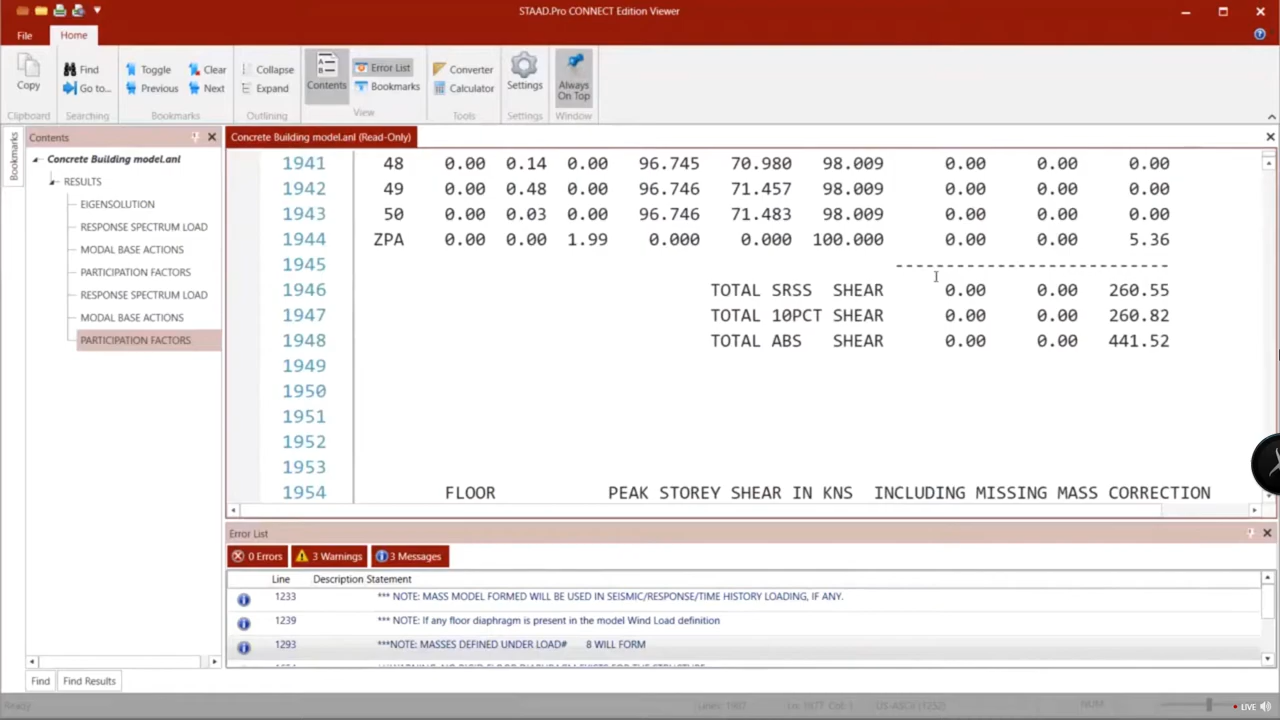 STAAD.Pro CONNECT Edition Viewer
File Home
Copy
Find
Go to...
Toggle
Previous
Clear
Next
Collapse
Expand
Contents
Error List
Bookmarks
Converter
Calculator
Settings
Always
On Top
Clipboard Searching Bookmarks Outlining View Tools Settings Window
Bookmarks
Contents
Concrete Building model.anl
RESULTS
EIGENSOLUTION
RESPONSE SPECTRUM LOAD
MODAL BASE ACTIONS
PARTICIPATION FACTORS
RESPONSE SPECTRUM LOAD
MODAL BASE ACTIONS
PARTICIPATION FACTORS
Concrete Building model.anl (Read-Only)
1941 48 0.00 0.14 0.00 96.745 70.980 98.009 0.00 0.00 0.00
1942 49 0.00 0.48 0.00 96.746 71.457 98.009 0.00 0.00 0.00
1943 50 0.00 0.03 0.00 96.746 71.483 98.009 0.00 0.00 0.00
1944 ZPA 0.00 0.00 1.99 0.000 0.000 100.000 0.00 0.00 5.36
1945 ---------------------------
1946 TOTAL SRSS SHEAR 0.00 0.00 260.55
1947 TOTAL 10PCT SHEAR 0.00 0.00 260.82
1948 TOTAL ABS SHEAR 0.00 0.00 441.52
1949
1950
1951
1952
1953
1954 FLOOR PEAK STOREY SHEAR IN KNS INCLUDING MISSING MASS CORRECTION
Error List
0 Errors 3 Warnings 3 Messages
Line Description Statement
1233 *** NOTE: MASS MODEL FORMED WILL BE USED IN SEISMIC/RESPONSE/TIME HISTORY LOADING, IF ANY.
1239 *** NOTE: If any floor diaphragm is present in the model Wind Load definition
1293 ***NOTE: MASSES DEFINED UNDER LOAD# 8 WILL FORM
Find Find Results
Ready
NUM
LIVE